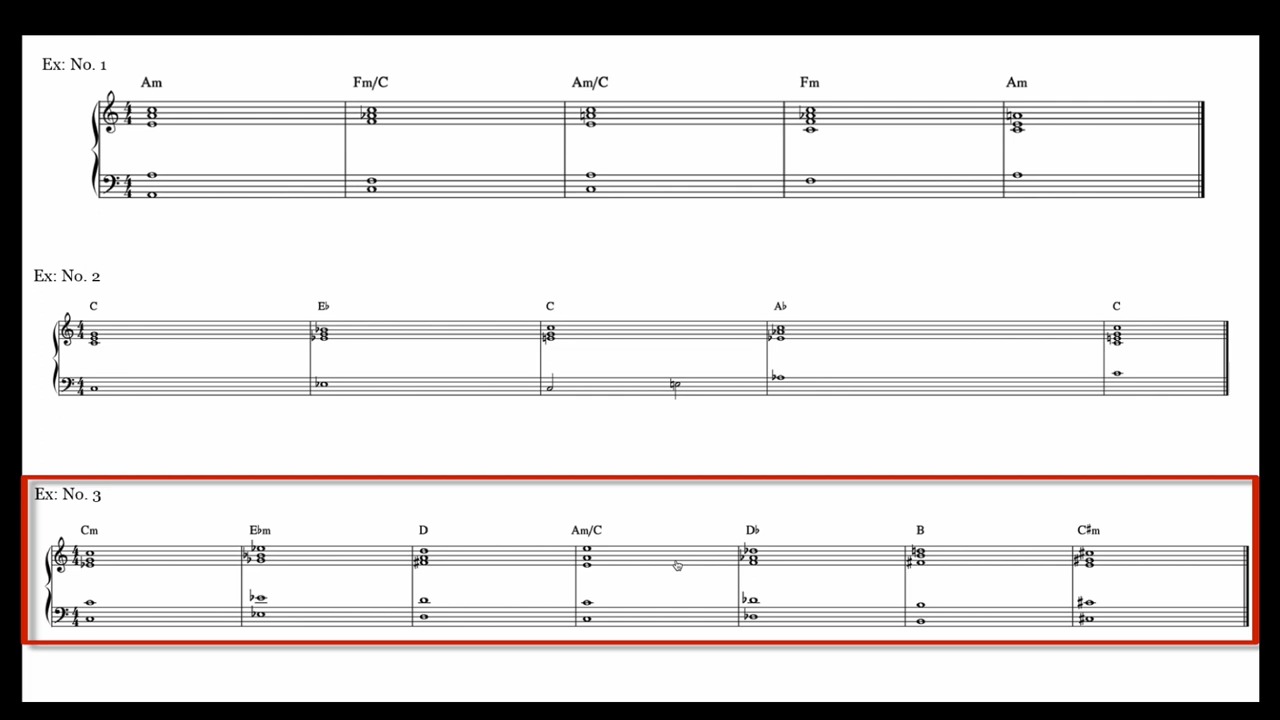 Ex: No. 1
Am Fm/C Am/C Fm Am
Ex: No. 2
C E♭ C A♭ C
Ex: No. 3
Cm E♭m D Am/C D♭ B C♯m